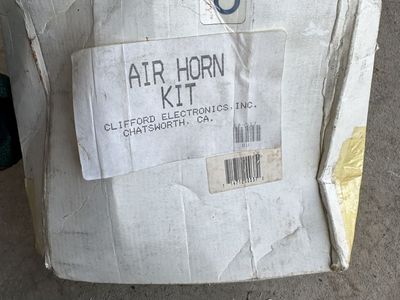 AIR HORN
KIT
CLIFFORD ELECTRONICS, INC.
CHATSWORTH, CA.